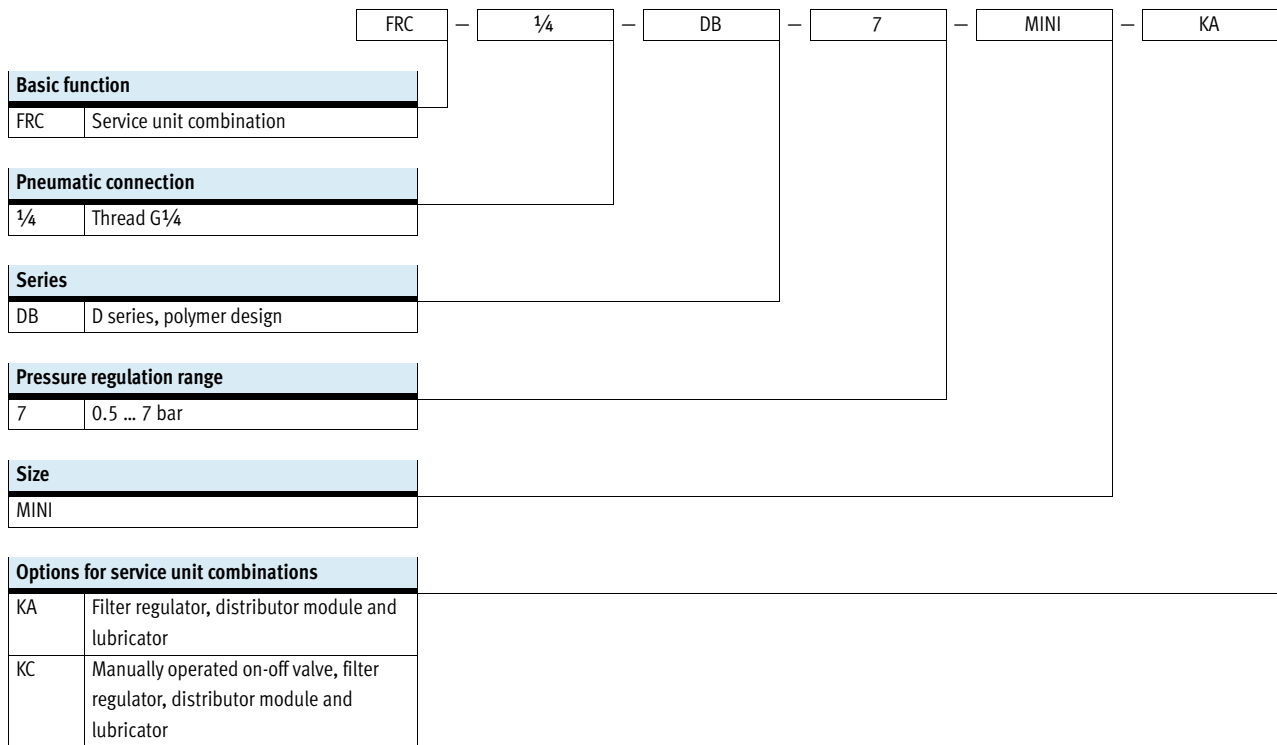 FRC – ¼ – DB – 7 – MINI – KA
Basic function
FRC Service unit combination
Pneumatic connection
¼ Thread G¼
Series
DB D series, polymer design
Pressure regulation range
7 0.5 ... 7 bar
Size
MINI
Options for service unit combinations
KA Filter regulator, distributor module and
lubricator
KC Manually operated on-off valve, filter
regulator, distributor module and
lubricator